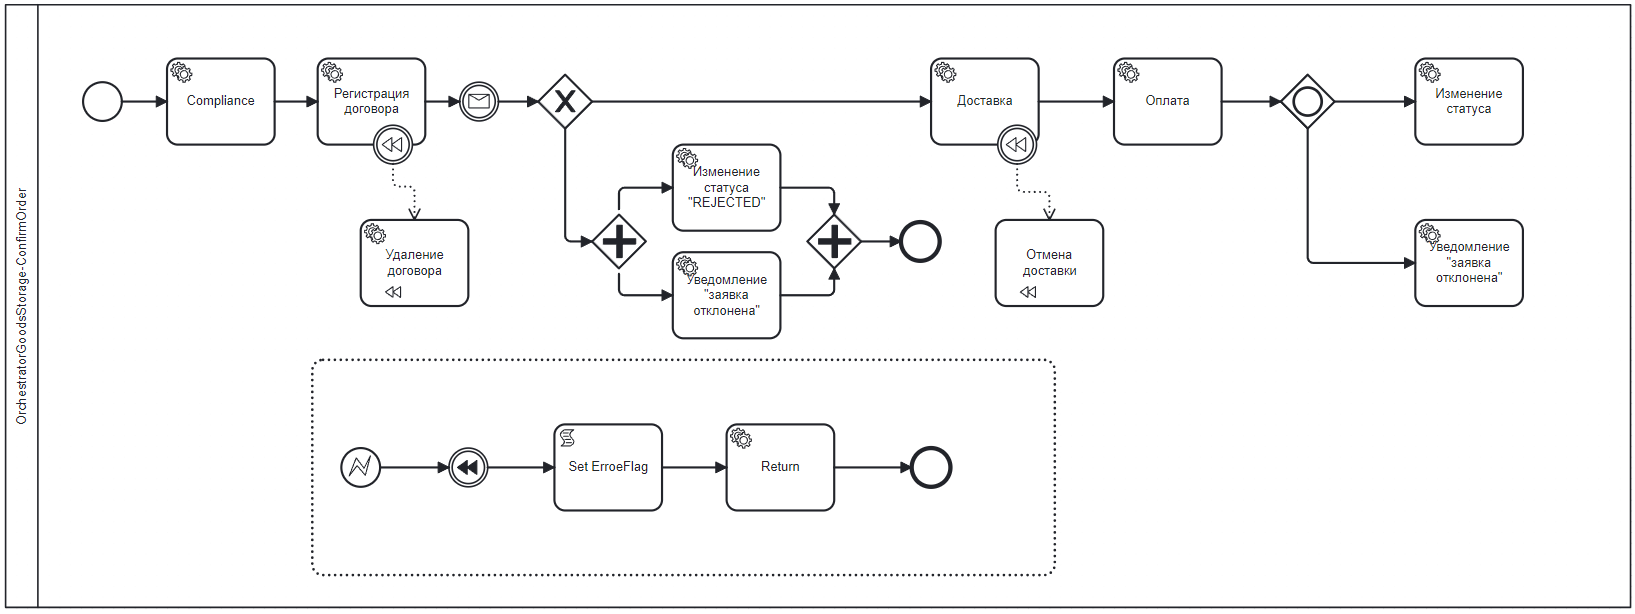 OrchestratorGoodsStorage-ConfirmOrder
Compliance
Регистрация
договора
X
Доставка
Оплата
Изменение
статуса
Изменение
статуса
"REJECTED"
Удаление
договора
Уведомление
"заявка
отклонена"
Отмена
доставки
Уведомление
"заявка
отклонена"
Set ErroeFlag
Return